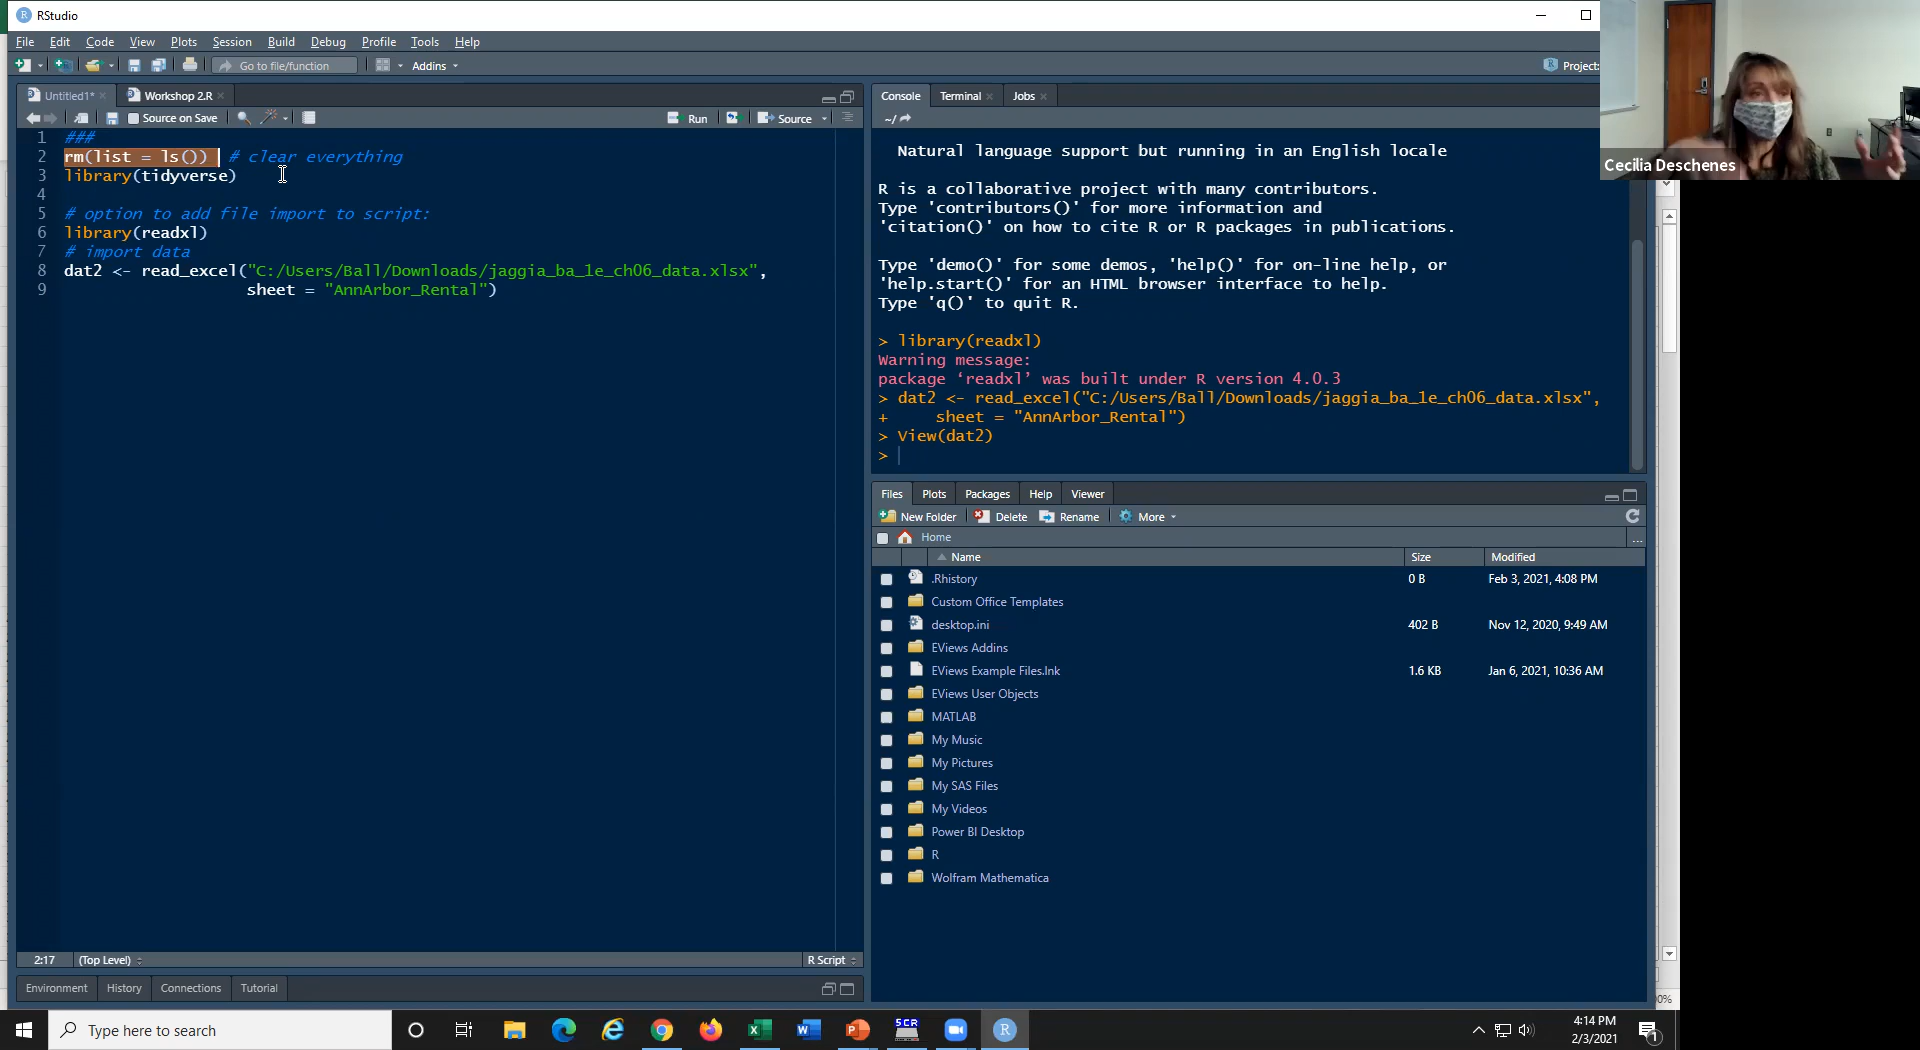 RStudio
File Edit Code View Plots Session Build Debug Profile Tools Help
Go to file/function Addins Project:
Untitled1* Workshop 2.R
Source on Save Run Source
1 ###
2 rm(list = ls()) # clear everything
3 library(tidyverse)
4
5 # option to add file import to script:
6 library(readxl)
7 # import data
8 dat2 <- read_excel("C:/Users/Ball/Downloads/jaggia_ba_1e_ch06_data.xlsx",
9 sheet = "AnnArbor_Rental")
2:17 (Top Level) R Script
Environment History Connections Tutorial
Console Terminal Jobs
~/
Natural language support but running in an English locale
R is a collaborative project with many contributors.
Type 'contributors()' for more information and
'citation()' on how to cite R or R packages in publications.
Type 'demo()' for some demos, 'help()' for on-line help, or
'help.start()' for an HTML browser interface to help.
Type 'q()' to quit R.
> library(readxl)
Warning message:
package ‘readxl’ was built under R version 4.0.3
> dat2 <- read_excel("C:/Users/Ball/Downloads/jaggia_ba_1e_ch06_data.xlsx",
+ sheet = "AnnArbor_Rental")
> View(dat2)
>
Files Plots Packages Help Viewer
New Folder Delete Rename More
Home ...
Name Size Modified
.Rhistory 0 B Feb 3, 2021, 4:08 PM
Custom Office Templates
desktop.ini 402 B Nov 12, 2020, 9:49 AM
EViews Addins
EViews Example Files.lnk 1.6 KB Jan 6, 2021, 10:36 AM
EViews User Objects
MATLAB
My Music
My Pictures
My SAS Files
My Videos
Power BI Desktop
R
Wolfram Mathematica
Cecilia Deschenes
Type here to search
SCR
4:14 PM
2/3/2021
1